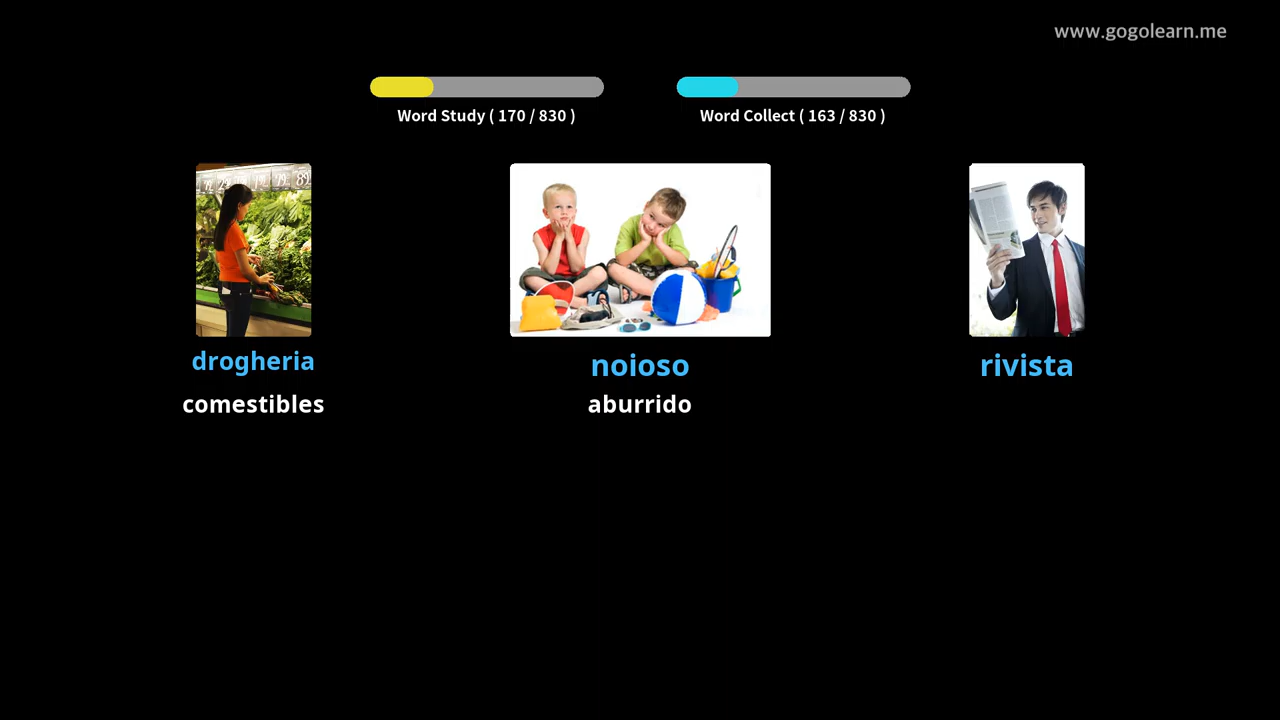 www.gogolearn.me
Word Study ( 170 / 830 )
Word Collect ( 163 / 830 )
drogheria
noioso
rivista
comestibles
aburrido